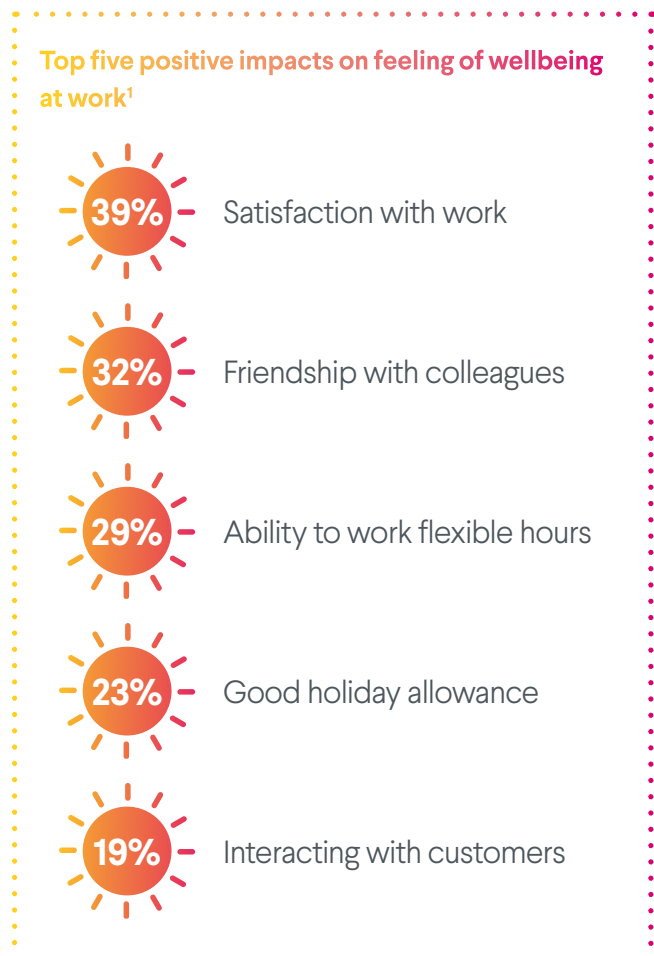 Top five positive impacts on feeling of wellbeing
at work¹
39% Satisfaction with work
32% Friendship with colleagues
29% Ability to work flexible hours
23% Good holiday allowance
19% Interacting with customers